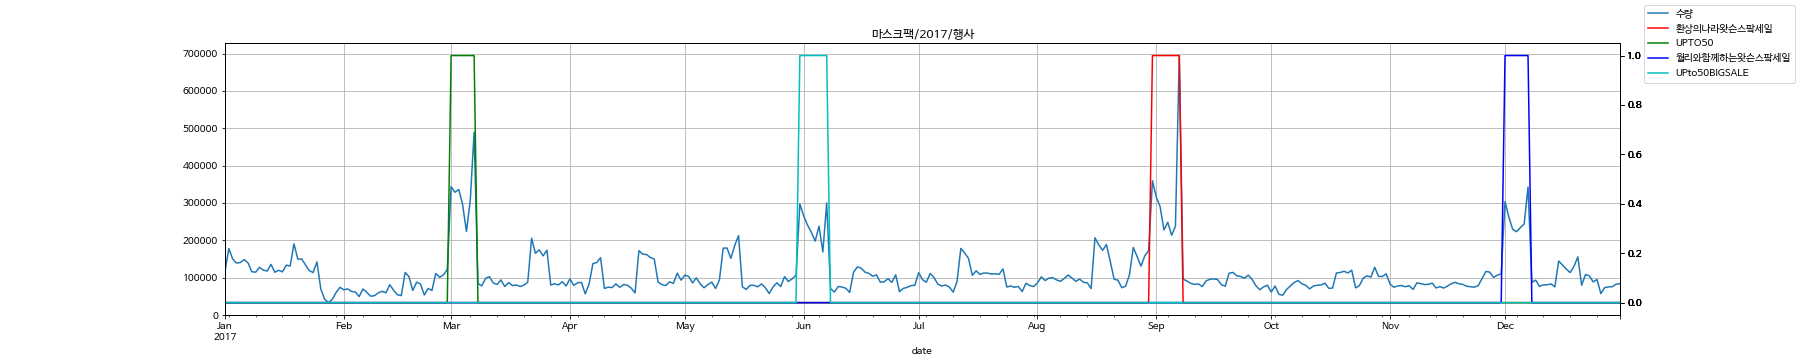 마스크팩/2017/행사
수량
환상의나라왓슨스팍세일
UPTO50
월리와함께하는왓슨스팍세일
UPto50BIGSALE
700000
600000
500000
400000
300000
200000
100000
0
1.0
0.8
0.6
0.4
0.2
0.0
Jan Feb Mar Apr May Jun Jul Aug Sep Oct Nov Dec
2017
date